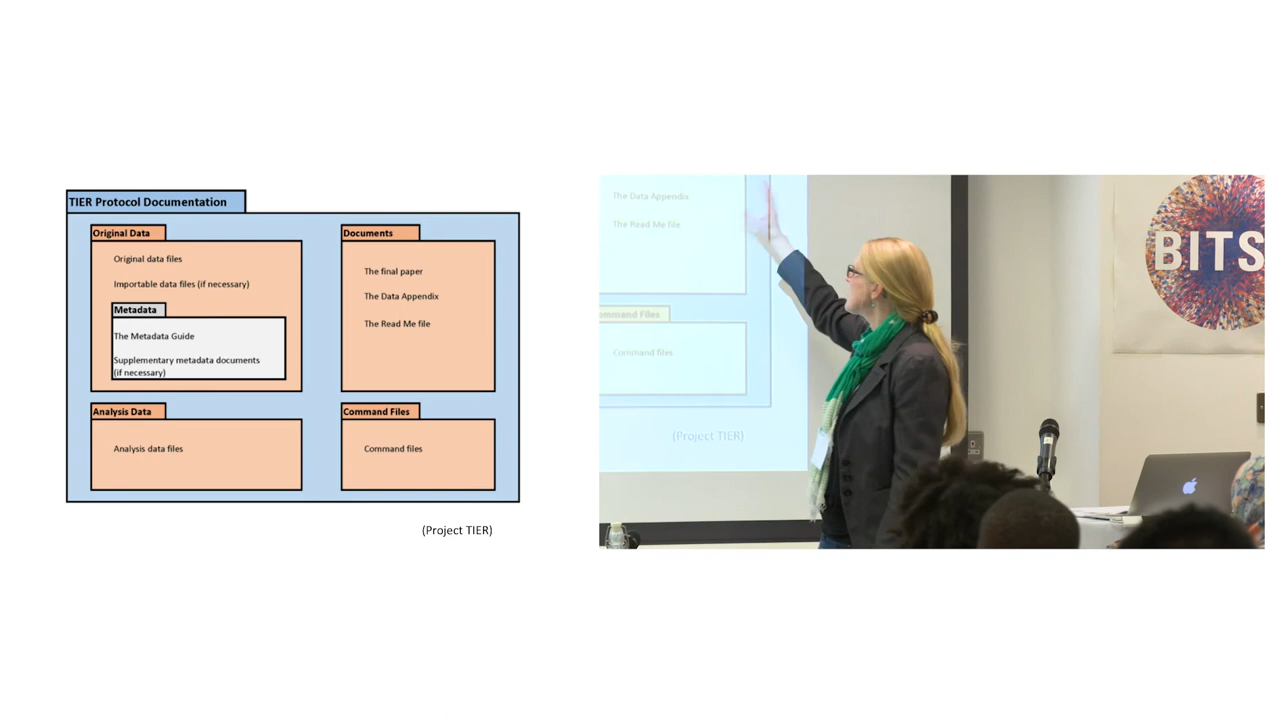 TIER Protocol Documentation
Original Data
Original data files
Importable data files (if necessary)
Metadata
The Metadata Guide
Supplementary metadata documents
(if necessary)
Documents
The final paper
The Data Appendix
The Read Me file
Analysis Data
Analysis data files
Command Files
Command files
(Project TIER)
The Data Appendix
The Read Me file
ommand Files
Command files
(Project TIER)
BITS